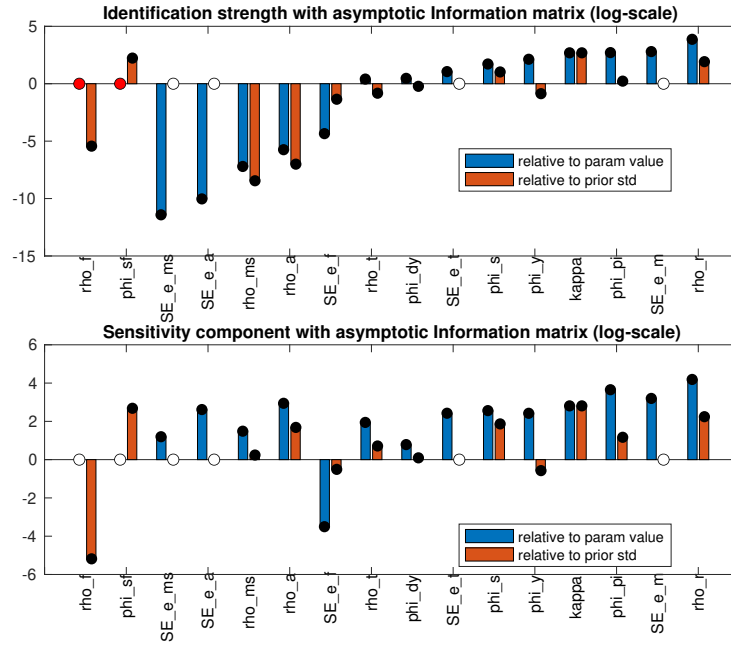 Identification strength with asymptotic Information matrix (log-scale)
5
0
-5
-10
-15
relative to param value
relative to prior std
rho_f
phi_sf
SE_e_ms
SE_e_a
rho_ms
rho_a
SE_e_f
rho_t
phi_dy
SE_e_t
phi_s
phi_y
kappa
phi_pi
SE_e_m
rho_r
Sensitivity component with asymptotic Information matrix (log-scale)
6
4
2
0
-2
-4
-6
relative to param value
relative to prior std
rho_f
phi_sf
SE_e_ms
SE_e_a
rho_ms
rho_a
SE_e_f
rho_t
phi_dy
SE_e_t
phi_s
phi_y
kappa
phi_pi
SE_e_m
rho_r